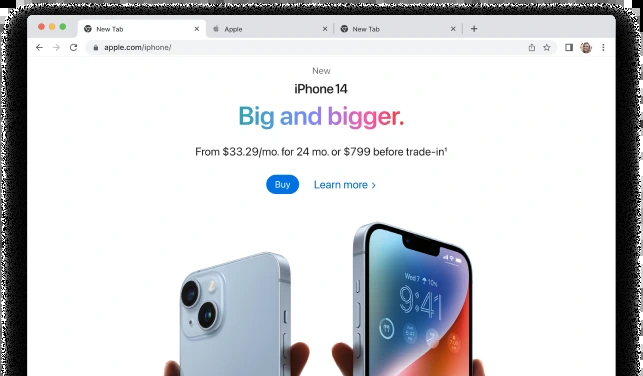 New Tab
Apple
New Tab
apple.com/iphone/
New
iPhone 14
Big and bigger.
From $33.29/mo. for 24 mo. or $799 before trade-in¹
Buy
Learn more >
Wed 7 10%
9:41